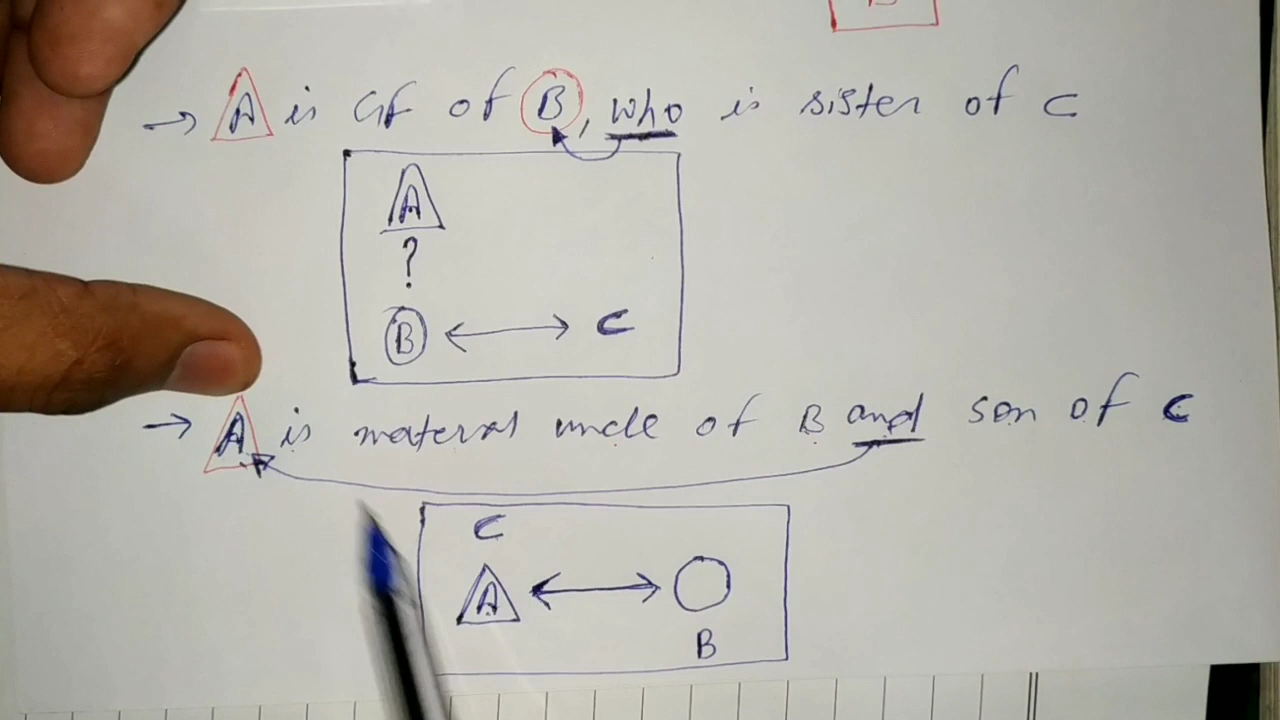 → A is GF of B, who is sister of C
A
?
B ↔ C
→ A is maternal uncle of B and son of C
C
A ↔
B